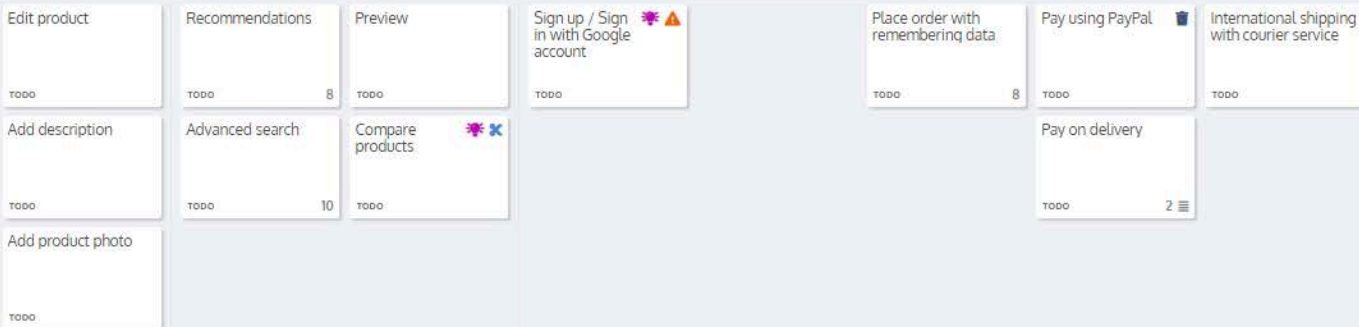 Edit product
TODO
Recommendations
TODO 8
Preview
TODO
Sign up / Sign
in with Google
account
TODO
Place order with
remembering data
TODO 8
Pay using PayPal
TODO
International shipping
with courier service
TODO
Add description
TODO
Advanced search
TODO 10
Compare
products
TODO
Pay on delivery
TODO 2
Add product photo
TODO